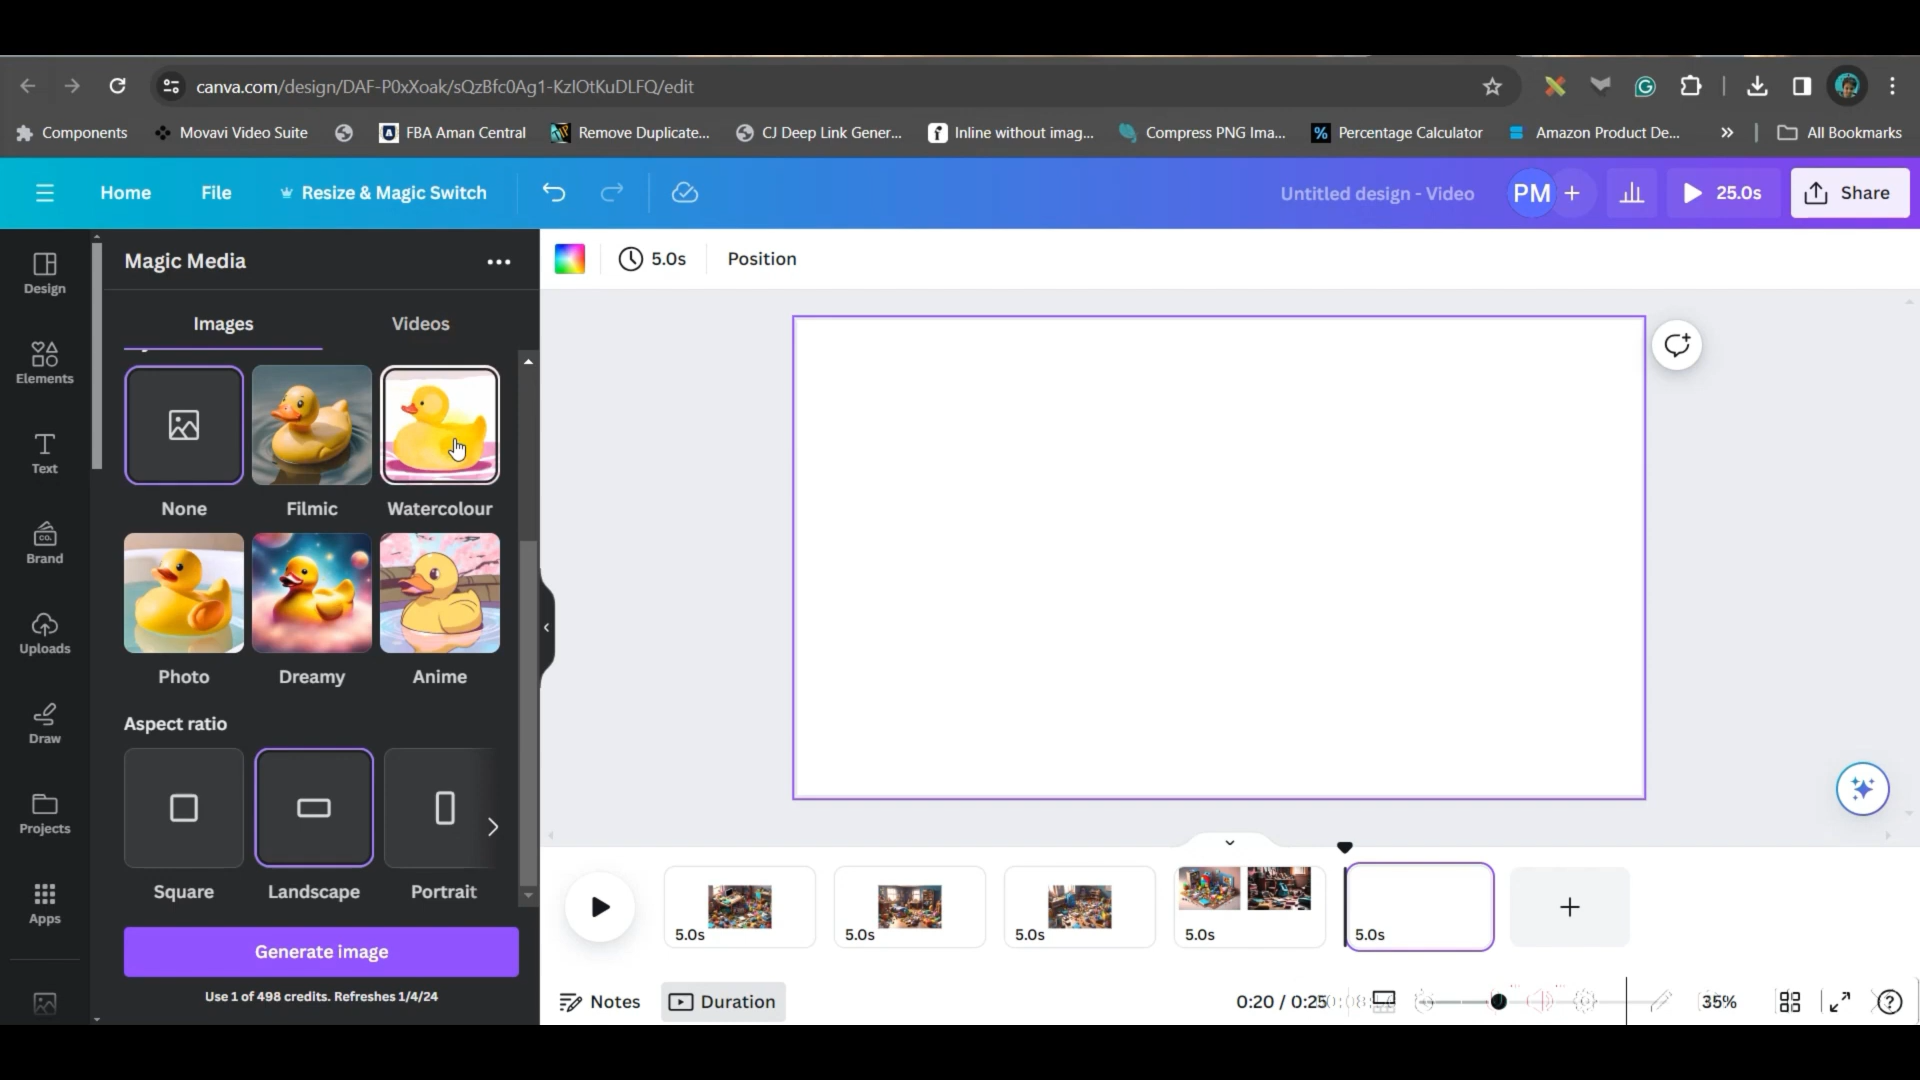 canva.com/design/DAF-P0xXoak/sQzBfc0Ag1-KzIOtKuDLFQ/edit
Components
Movavi Video Suite
FBA Aman Central
Remove Duplicate...
CJ Deep Link Gener...
Inline without imag...
Compress PNG Ima...
Percentage Calculator
Amazon Product De...
All Bookmarks
Home
File
Resize & Magic Switch
Untitled design - Video
PM
25.0s
Share
Design
Elements
Text
Brand
Uploads
Draw
Projects
Apps
Magic Media
Images
Videos
None
Filmic
Watercolour
Photo
Dreamy
Anime
Aspect ratio
Square
Landscape
Portrait
Generate image
Use 1 of 498 credits. Refreshes 1/4/24
5.0s
Position
5.0s
5.0s
5.0s
5.0s
5.0s
Notes
Duration
0:20 / 0:25
35%